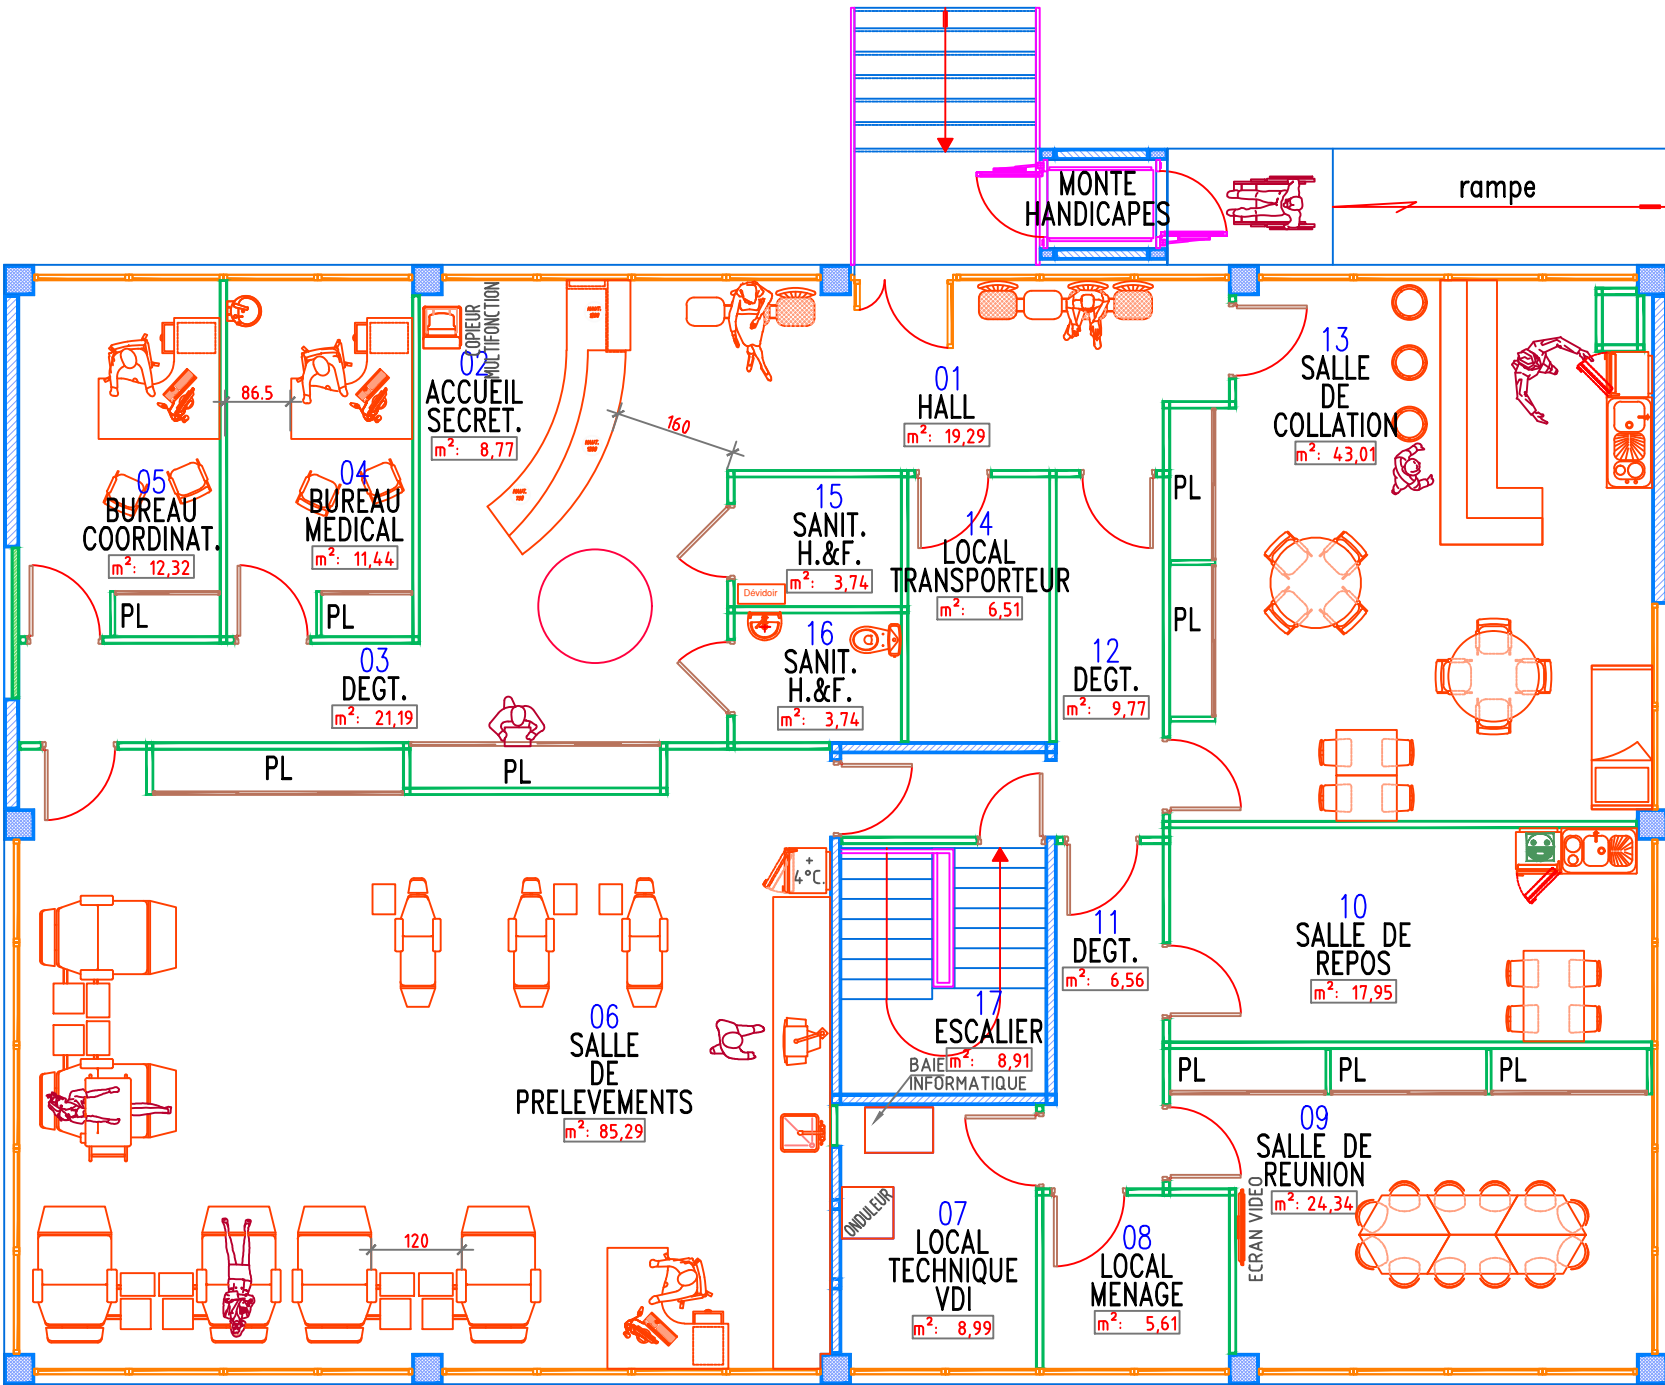 MONTE
HANDICAPES
rampe
COPIEUR
MULTIFONCTION
02
ACCUEIL
SECRET.
m²: 8,77
01
HALL
m²: 19,29
13
SALLE
DE
COLLATION
m²: 43,01
86.5
160
05
BUREAU
COORDINAT.
m²: 12,32
04
BUREAU
MEDICAL
m²: 11,44
15
SANIT.
H.&F.
m²: 3,74
14
LOCAL
TRANSPORTEUR
m²: 6,51
PL
PL
PL
PL
Dévidoir
16
SANIT.
H.&F.
m²: 3,74
03
DEGT.
m²: 21,19
12
DEGT.
m²: 9,77
PL
PL
+
4°C.
11
DEGT.
m²: 6,56
10
SALLE DE
REPOS
m²: 17,95
06
SALLE
DE
PRELEVEMENTS
m²: 85,29
17
ESCALIER
m²: 8,91
BAIE
INFORMATIQUE
PL
PL
PL
09
SALLE DE
REUNION
m²: 24,34
ECRAN VIDEO
ONDULEUR
07
LOCAL
TECHNIQUE
VDI
m²: 8,99
08
LOCAL
MENAGE
m²: 5,61
120